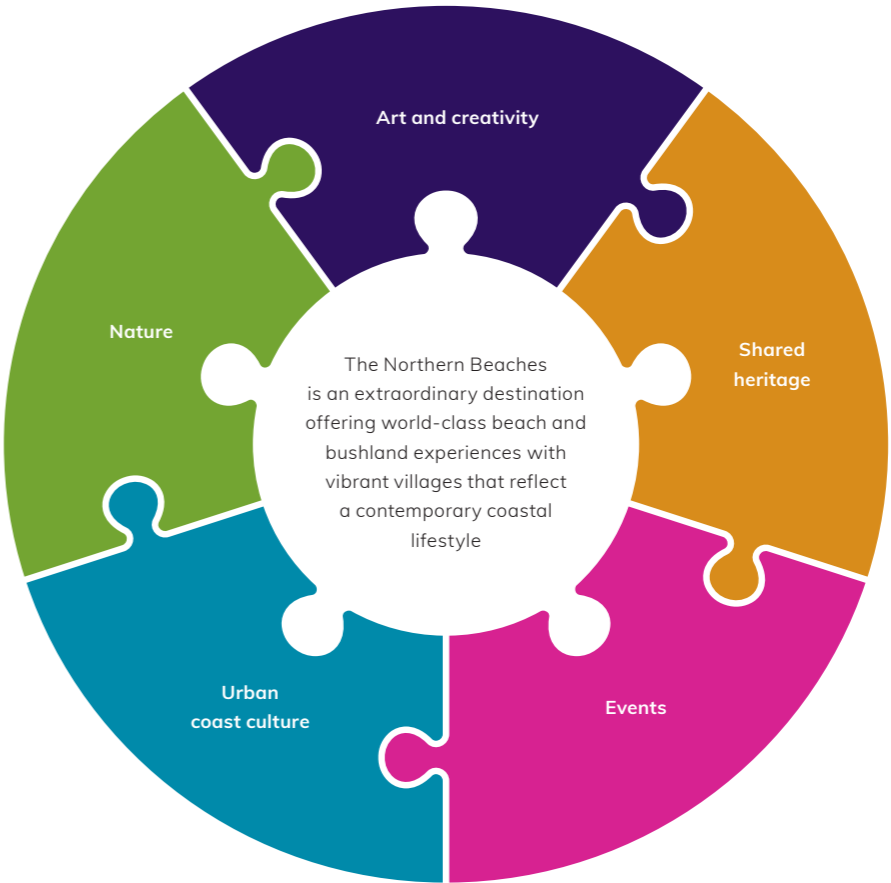 Art and creativity
Nature
Shared
heritage
The Northern Beaches
is an extraordinary destination
offering world-class beach and
bushland experiences with
vibrant villages that reflect
a contemporary coastal
lifestyle
Urban
coast culture
Events